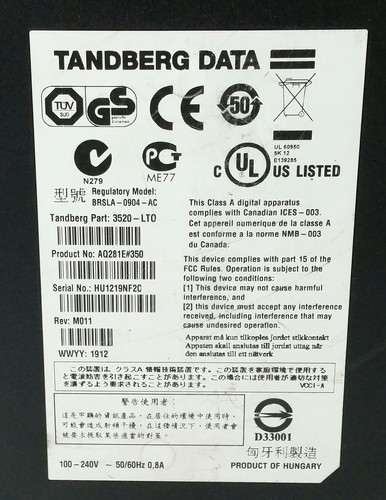 TANDBERG DATA
TÜV
SÜD
GS
CE
50
UL 60950
5K 12
E139285
N279
ME77
C UL US LISTED
型號
Regulatory Model:
BRSLA-0904-AC
Tandberg Part: 3520-LTO
Product No: AQ281E#350
Serial No.: HU1219NF2C
Rev: M011
WWYY: 1912
This Class A digital apparatus
complies with Canadian ICES-003.
Cet appareil numerique de la classe A
est conforme a la norme NMB-003
du Canada.
This device complies with part 15 of the
FCC Rules. Operation is subject to the
following two conditions:
[1] This device may not cause harmful
interference, and
[2] this device must accept any interference
received, including interference that may
cause undesired operation.
Apparat må kun tilkoples jordet stikkontakt
Apparaten skall anslutas till jordat uttag när
den anslutas till ett nätverk
この装置は、クラスA情報技術装置です。この装置を家庭環境で使用する
と電波妨害を引き起こすことがあります。この場合には使用者が適切な対策
を講ずるよう要求されることがあります。
VCCI-A
警告使用者:
這是甲類的資訊產品，在居住的環境中使用時，
可能會造成射頻干擾，在這種情況下，使用者會
被要求採取某些適當的對策。
D33001
匈牙利製造
100-240V ~ 50/60Hz 0,8A
PRODUCT OF HUNGARY